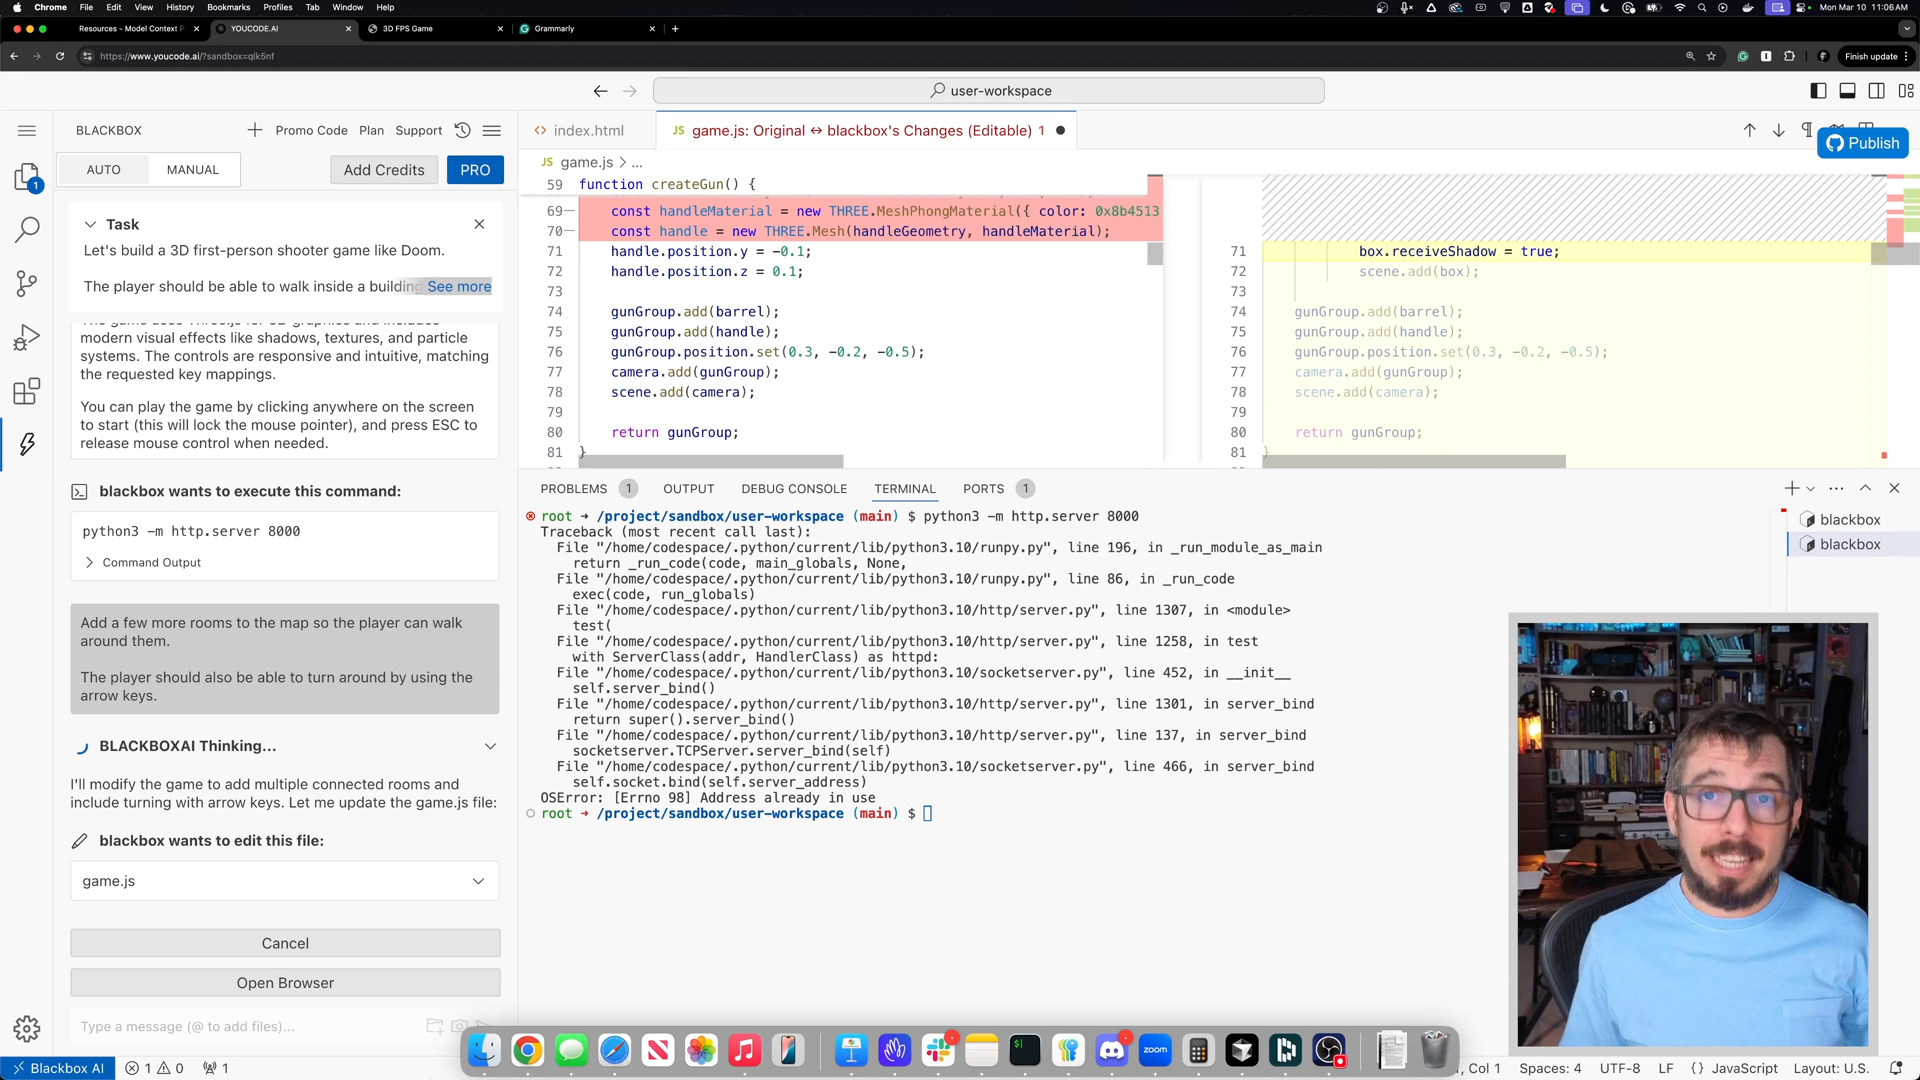 Chrome File Edit View History Bookmarks Profiles Tab Window Help
Mon Mar 10 11:06 AM
Resources - Model Context P
YOUCODE.AI
3D FPS Game
Grammarly
https://www.youcode.ai/?sandbox=qlk5nf
Finish update
user-workspace
BLACKBOX
Promo Code Plan Support
AUTO MANUAL
Add Credits PRO
Task
Let's build a 3D first-person shooter game like Doom.
The player should be able to walk inside a building See more
modern visual effects like shadows, textures, and particle
systems. The controls are responsive and intuitive, matching
the requested key mappings.
You can play the game by clicking anywhere on the screen
to start (this will lock the mouse pointer), and press ESC to
release mouse control when needed.
blackbox wants to execute this command:
python3 -m http.server 8000
Command Output
Add a few more rooms to the map so the player can walk
around them.
The player should also be able to turn around by using the
arrow keys.
BLACKBOXAI Thinking...
I'll modify the game to add multiple connected rooms and
include turning with arrow keys. Let me update the game.js file:
blackbox wants to edit this file:
game.js
Cancel
Open Browser
Type a message (@ to add files)...
index.html
JS game.js: Original ↔ blackbox's Changes (Editable) 1
Publish
JS game.js > ...
59 function createGun() {
69— const handleMaterial = new THREE.MeshPhongMaterial({ color: 0x8b4513
70— const handle = new THREE.Mesh(handleGeometry, handleMaterial);
71 handle.position.y = -0.1;
72 handle.position.z = 0.1;
73
74 gunGroup.add(barrel);
75 gunGroup.add(handle);
76 gunGroup.position.set(0.3, -0.2, -0.5);
77 camera.add(gunGroup);
78 scene.add(camera);
79
80 return gunGroup;
81 }
71 box.receiveShadow = true;
72 scene.add(box);
73
74 gunGroup.add(barrel);
75 gunGroup.add(handle);
76 gunGroup.position.set(0.3, -0.2, -0.5);
77 camera.add(gunGroup);
78 scene.add(camera);
79
80 return gunGroup;
81 }
PROBLEMS 1 OUTPUT DEBUG CONSOLE TERMINAL PORTS 1
blackbox
blackbox
root → /project/sandbox/user-workspace (main) $ python3 -m http.server 8000
Traceback (most recent call last):
File "/home/codespace/.python/current/lib/python3.10/runpy.py", line 196, in _run_module_as_main
return _run_code(code, main_globals, None,
File "/home/codespace/.python/current/lib/python3.10/runpy.py", line 86, in _run_code
exec(code, run_globals)
File "/home/codespace/.python/current/lib/python3.10/http/server.py", line 1307, in <module>
test(
File "/home/codespace/.python/current/lib/python3.10/http/server.py", line 1258, in test
with ServerClass(addr, HandlerClass) as httpd:
File "/home/codespace/.python/current/lib/python3.10/socketserver.py", line 452, in __init__
self.server_bind()
File "/home/codespace/.python/current/lib/python3.10/http/server.py", line 1301, in server_bind
return super().server_bind()
File "/home/codespace/.python/current/lib/python3.10/http/server.py", line 137, in server_bind
socketserver.TCPServer.server_bind(self)
File "/home/codespace/.python/current/lib/python3.10/socketserver.py", line 466, in server_bind
self.socket.bind(self.server_address)
OSError: [Errno 98] Address already in use
root → /project/sandbox/user-workspace (main) $
zoom
Blackbox AI 1 0 1
, Col 1 Spaces: 4 UTF-8 LF {} JavaScript Layout: U.S.